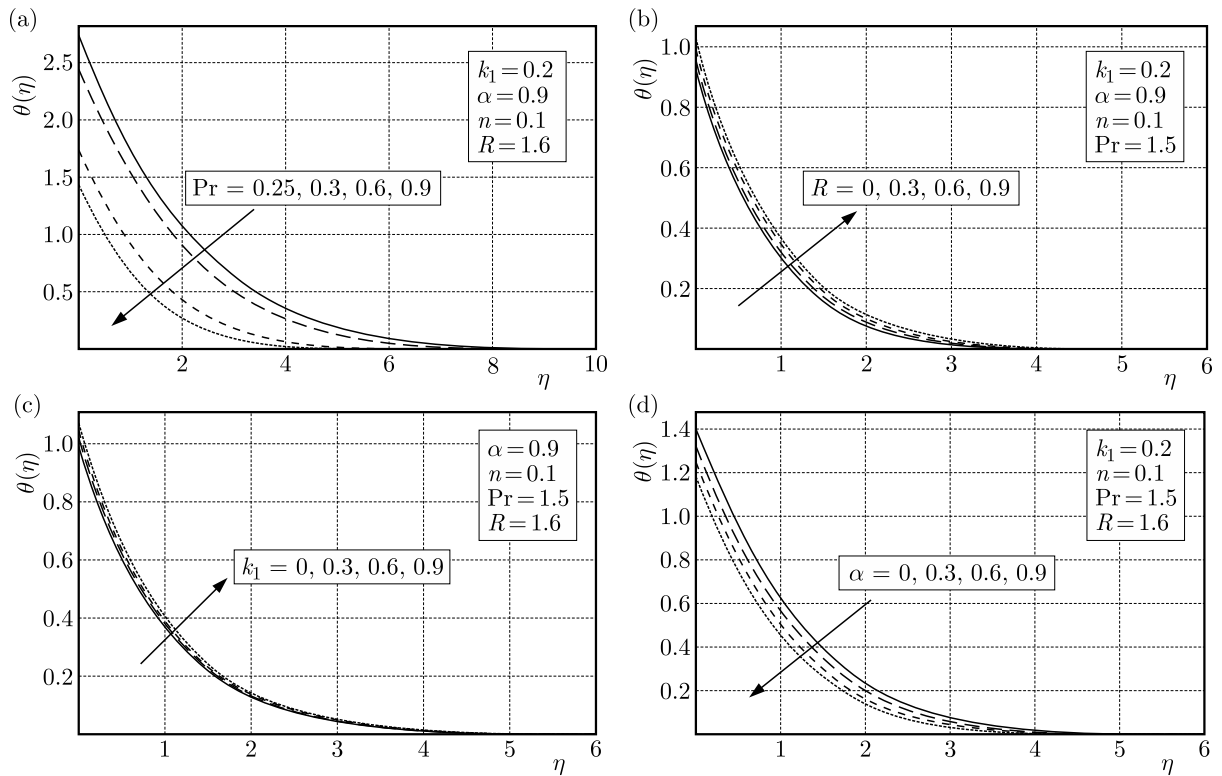 (a)
θ(η)
2.5
2.0
1.5
1.0
0.5
k₁ = 0.2
α = 0.9
n = 0.1
R = 1.6
Pr = 0.25, 0.3, 0.6, 0.9
2 4 6 8 10
η
(b)
θ(η)
1.0
0.8
0.6
0.4
0.2
k₁ = 0.2
α = 0.9
n = 0.1
Pr = 1.5
R = 0, 0.3, 0.6, 0.9
1 2 3 4 5 6
η
(c)
θ(η)
1.0
0.8
0.6
0.4
0.2
α = 0.9
n = 0.1
Pr = 1.5
R = 1.6
k₁ = 0, 0.3, 0.6, 0.9
1 2 3 4 5 6
η
(d)
θ(η)
1.4
1.2
1.0
0.8
0.6
0.4
0.2
k₁ = 0.2
n = 0.1
Pr = 1.5
R = 1.6
α = 0, 0.3, 0.6, 0.9
1 2 3 4 5 6
η